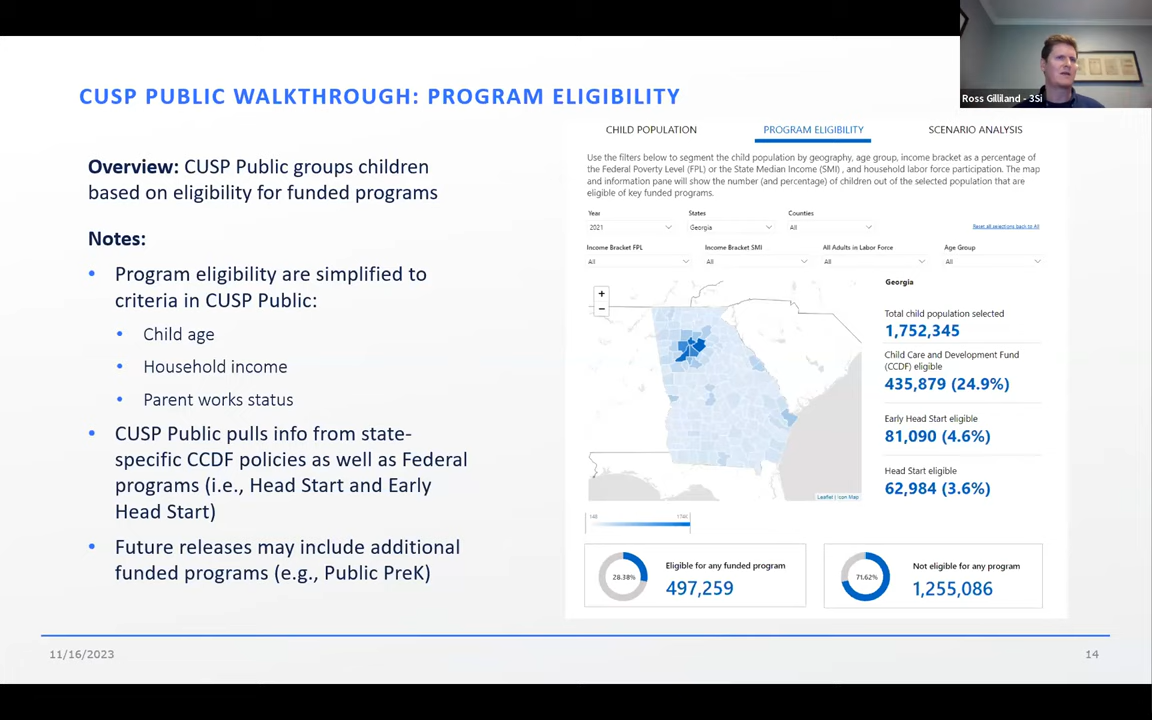 Ross Gilliland - 3Si
CUSP PUBLIC WALKTHROUGH: PROGRAM ELIGIBILITY
Overview: CUSP Public groups children
based on eligibility for funded programs
Notes:
• Program eligibility are simplified to
criteria in CUSP Public:
• Child age
• Household income
• Parent works status
• CUSP Public pulls info from state-
specific CCDF policies as well as Federal
programs (i.e., Head Start and Early
Head Start)
• Future releases may include additional
funded programs (e.g., Public PreK)
CHILD POPULATION PROGRAM ELIGIBILITY SCENARIO ANALYSIS
Use the filters below to segment the child population by geography, age group, income bracket as a percentage of
the Federal Poverty Level (FPL) or the State Median Income (SMI) , and household labor force participation. The map
and information pane will show the number (and percentage) of children out of the selected population that are
eligible of key funded programs.
Year States Counties
2021 Georgia All
Reset all selections back to All
Income Bracket FPL Income Bracket SMI All Adults in Labor Force Age Group
All All All All
+
−
Georgia
Total child population selected
1,752,345
Child Care and Development Fund
(CCDF) eligible
435,879 (24.9%)
Early Head Start eligible
81,090 (4.6%)
Head Start eligible
62,984 (3.6%)
Leaflet | Icon Map
28.38%
Eligible for any funded program
497,259
71.62%
Not eligible for any program
1,255,086
11/16/2023
14